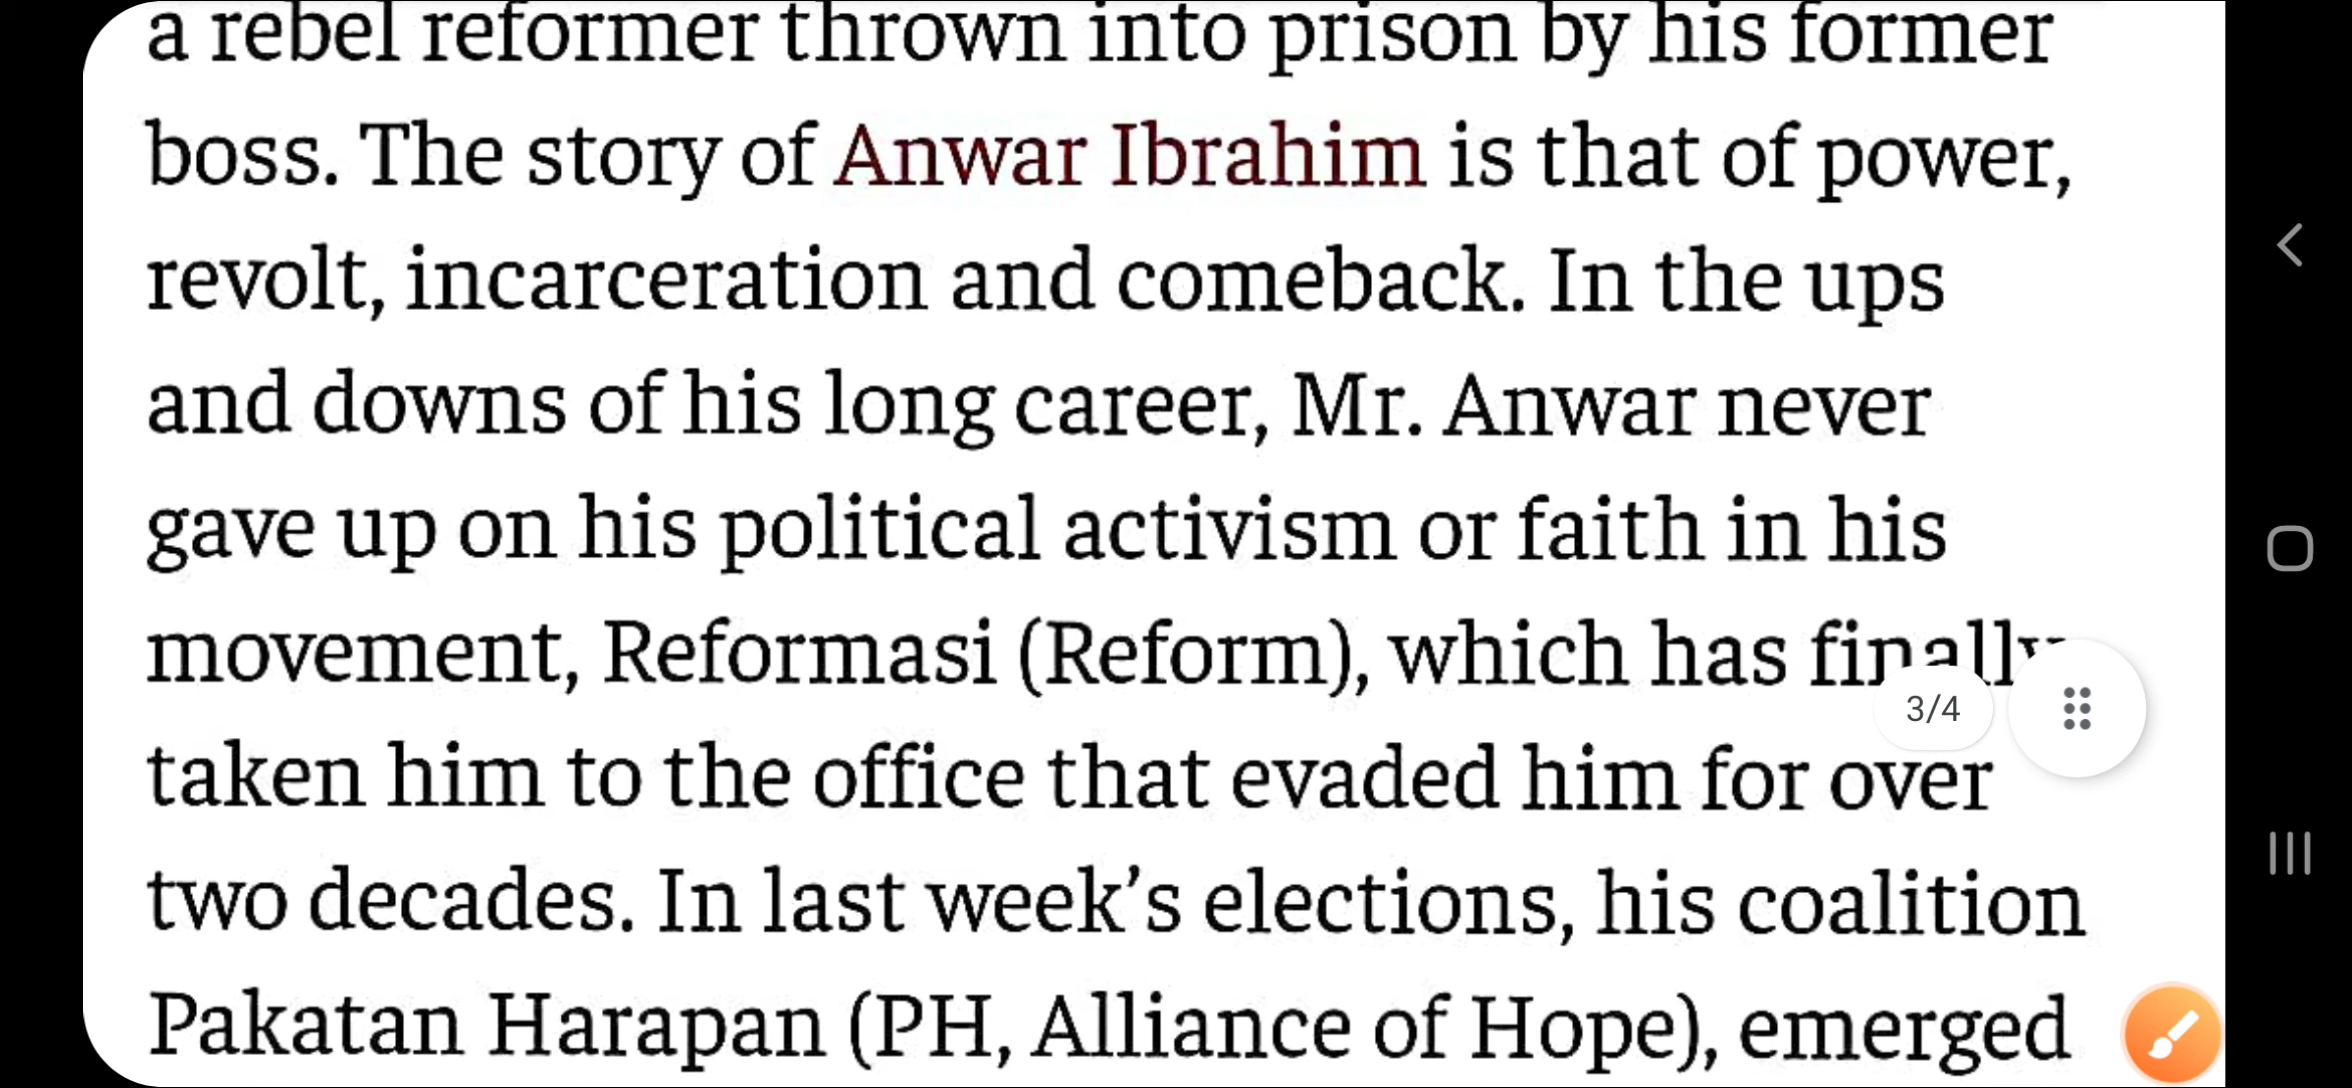 a rebel reformer thrown into prison by his former
boss. The story of Anwar Ibrahim is that of power,
revolt, incarceration and comeback. In the ups
and downs of his long career, Mr. Anwar never
gave up on his political activism or faith in his
movement, Reformasi (Reform), which has finally
3/4
taken him to the office that evaded him for over
two decades. In last week’s elections, his coalition
Pakatan Harapan (PH, Alliance of Hope), emerged